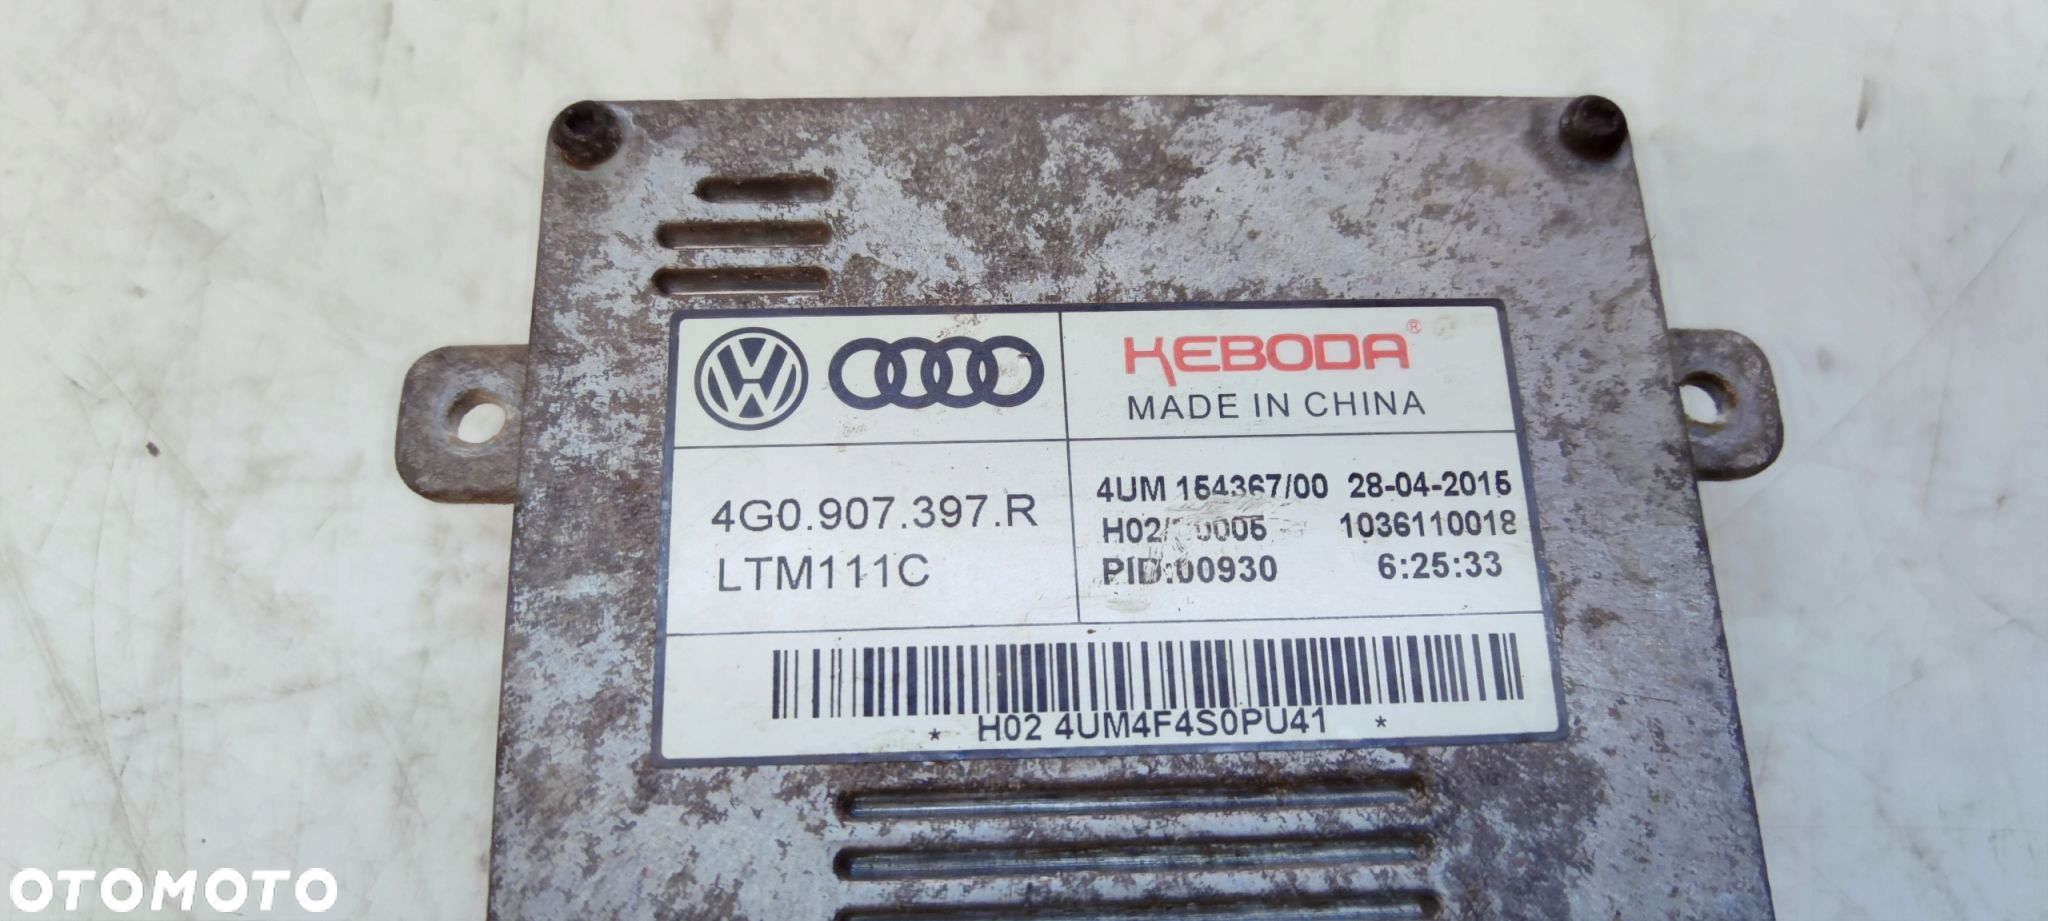 KEBODA®
MADE IN CHINA
4G0.907.397.R
LTM111C
4UM 154367/00 28-04-2015
1036110018
PID:00930 6:25:33
* H02 4UM4F4S0PU41 *
OTOMOTO